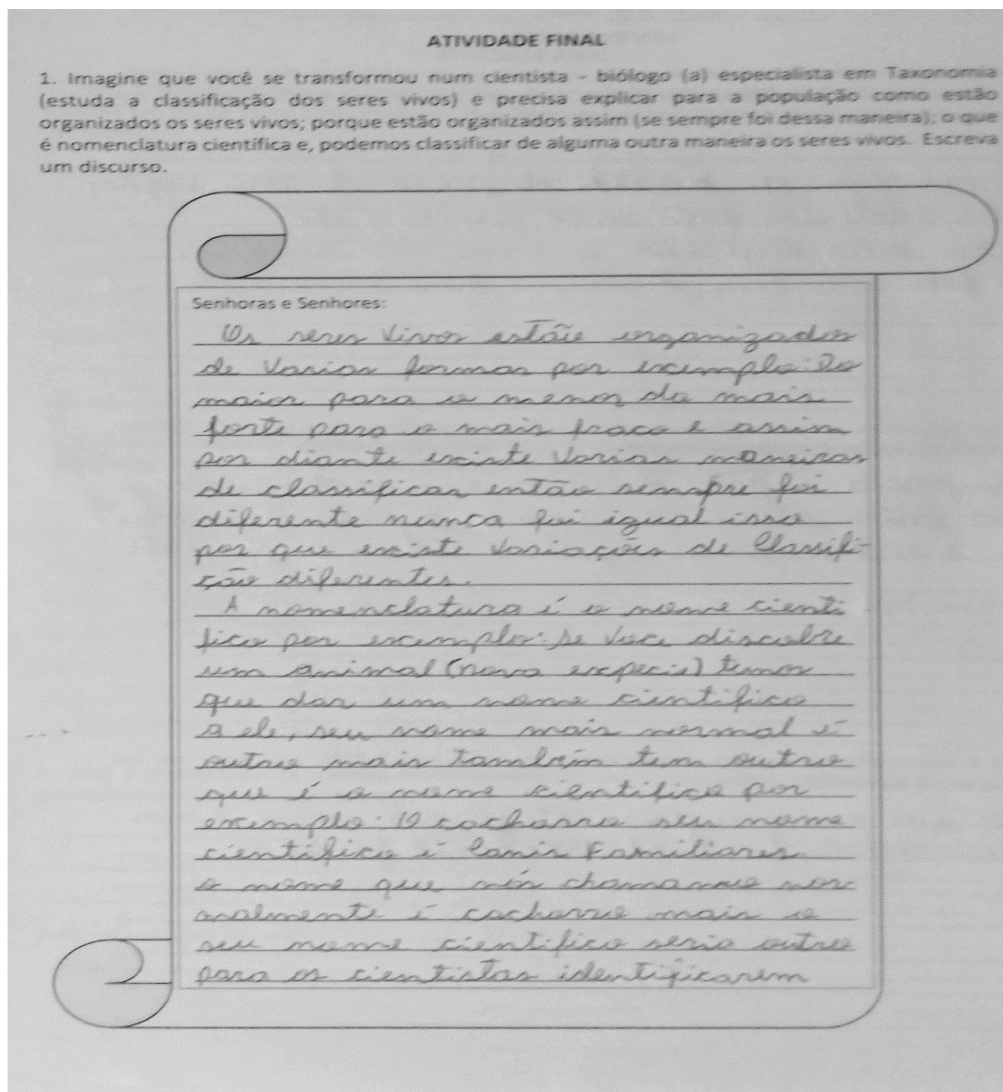 ATIVIDADE FINAL
1. Imagine que você se transformou num cientista - biólogo (a) especialista em Taxonomia
(estuda a classificação dos seres vivos) e precisa explicar para a população como estão
organizados os seres vivos; porque estão organizados assim (se sempre foi dessa maneira); o que
é nomenclatura científica e, podemos classificar de alguma outra maneira os seres vivos. Escreva
um discurso.
Senhoras e Senhores:
Os seres Vivos estão organizados
de Varias formas por exemplo: Do
maior para o menor do mais
forte para o mais fraco e assim
por diante existe Varias maneiras
de classificar então sempre foi
diferente nunca foi igual isso
por que existe Variações de Classifi-
ção diferentes.
A nomenclatura é o nome cienti
fico por exemplo: se voce discobre
um animal (nova especie) temos
que dar um nome cientifico
a ele, seu nome mais normal é
outro mais também tem outro
que é o nome cientifico por
exemplo: O cachorro seu nome
cientifico é Canis Familiares
o nome que nós chamamos nor-
malmente é cachorro mais o
seu nome cientifico seria outro
para os cientistas identificarem